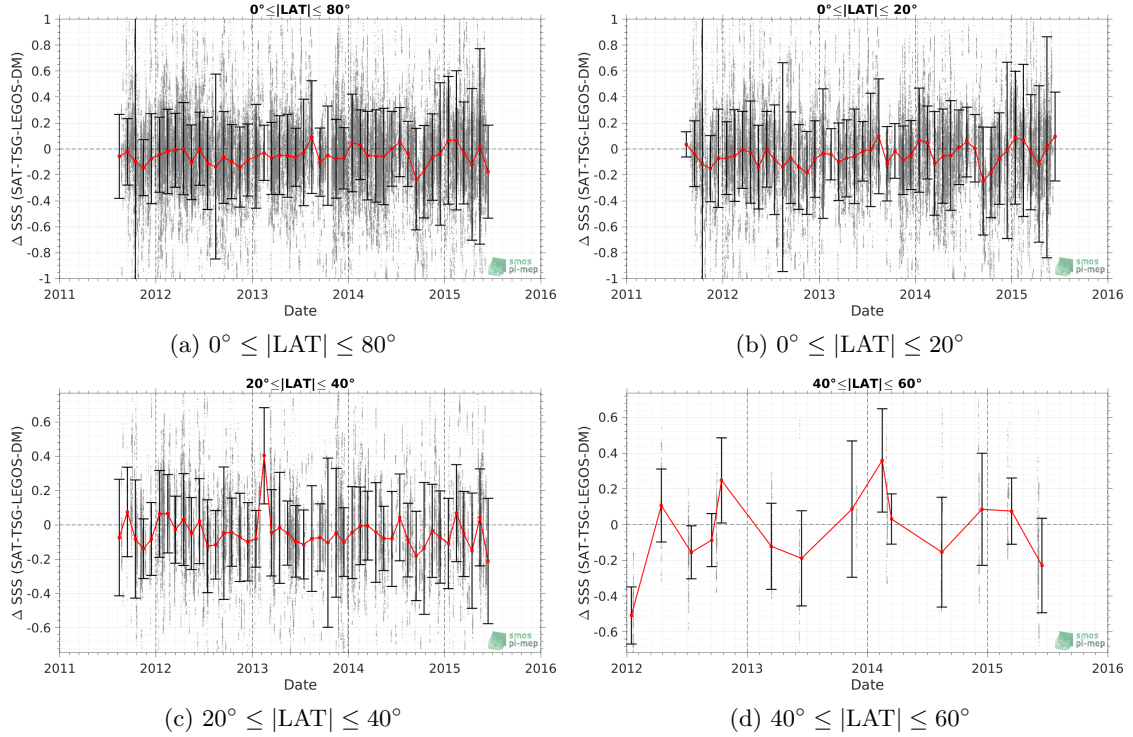 0°≤|LAT|≤ 80°
Δ SSS (SAT-TSG-LEGOS-DM)
1
0.8
0.6
0.4
0.2
0
-0.2
-0.4
-0.6
-0.8
-1
2011 2012 2013 2014 2015 2016
Date
smos
pi-mep
(a) 0° ≤ |LAT| ≤ 80°
0°≤|LAT|≤ 20°
Δ SSS (SAT-TSG-LEGOS-DM)
1
0.8
0.6
0.4
0.2
0
-0.2
-0.4
-0.6
-0.8
-1
2011 2012 2013 2014 2015 2016
Date
smos
pi-mep
(b) 0° ≤ |LAT| ≤ 20°
20°≤|LAT|≤ 40°
Δ SSS (SAT-TSG-LEGOS-DM)
0.6
0.4
0.2
0
-0.2
-0.4
-0.6
2011 2012 2013 2014 2015 2016
Date
smos
pi-mep
(c) 20° ≤ |LAT| ≤ 40°
40°≤|LAT|≤ 60°
Δ SSS (SAT-TSG-LEGOS-DM)
0.6
0.4
0.2
0
-0.2
-0.4
-0.6
2012 2013 2014 2015 2016
Date
smos
pi-mep
(d) 40° ≤ |LAT| ≤ 60°